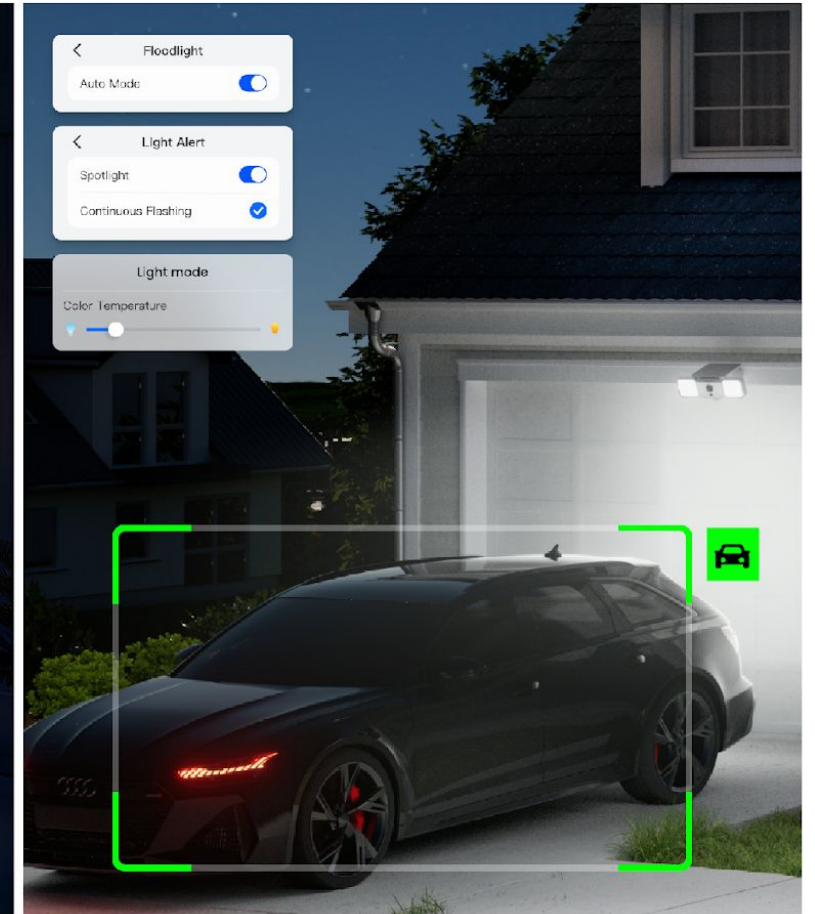 Floodlight
Auto Mode
Light Alert
Spotlight
Continuous Flashing
Light mode
Color Temperature